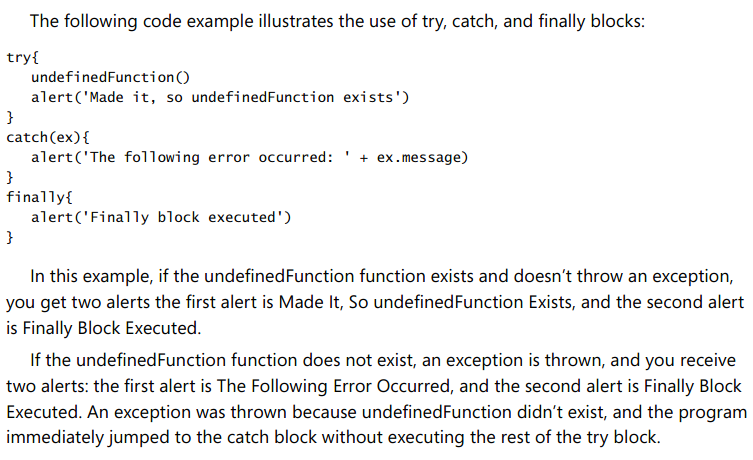 The following code example illustrates the use of try, catch, and finally blocks:
try{
undefinedFunction()
alert('Made it, so undefinedFunction exists')
}
catch(ex){
alert('The following error occurred: ' + ex.message)
}
finally{
alert('Finally block executed')
}
In this example, if the undefinedFunction function exists and doesn’t throw an exception,
you get two alerts the first alert is Made It, So undefinedFunction Exists, and the second alert
is Finally Block Executed.
If the undefinedFunction function does not exist, an exception is thrown, and you receive
two alerts: the first alert is The Following Error Occurred, and the second alert is Finally Block
Executed. An exception was thrown because undefinedFunction didn’t exist, and the program
immediately jumped to the catch block without executing the rest of the try block.